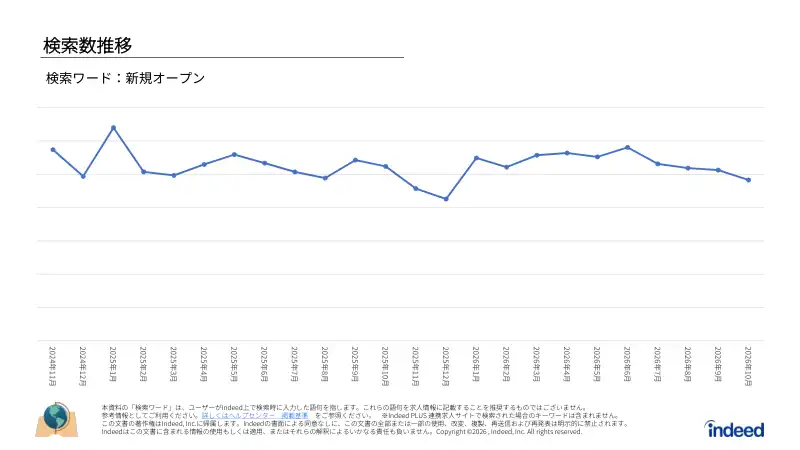 検索数推移
検索ワード：新規オープン
2024年11月
2024年12月
2025年1月
2025年2月
2025年3月
2025年4月
2025年5月
2025年6月
2025年7月
2025年8月
2025年9月
2025年10月
2025年11月
2025年12月
2026年1月
2026年2月
2026年3月
2026年4月
2026年5月
2026年6月
2026年7月
2026年8月
2026年9月
2026年10月
本資料の「検索ワード」は、ユーザーがIndeed上で検索時に入力した語句を指します。これらの語句を求人情報に記載することを推奨するものではございません。
参考情報としてご利用ください。詳しくはヘルプセンター 掲載基準 をご参照ください。 ※Indeed PLUS 連携求人サイトで検索された場合のキーワードは含まれません。
この文書の著作権はIndeed, Inc.に帰属します。Indeedの書面による同意なしに、この文書の全部または一部の使用、改変、複製、再送信および再発表は明示的に禁止されます。
Indeedはこの文書に含まれる情報の使用もしくは適用、またはそれらの解釈によるいかなる責任も負いません。Copyright ©2026 , Indeed, Inc. All rights reserved.
indeed